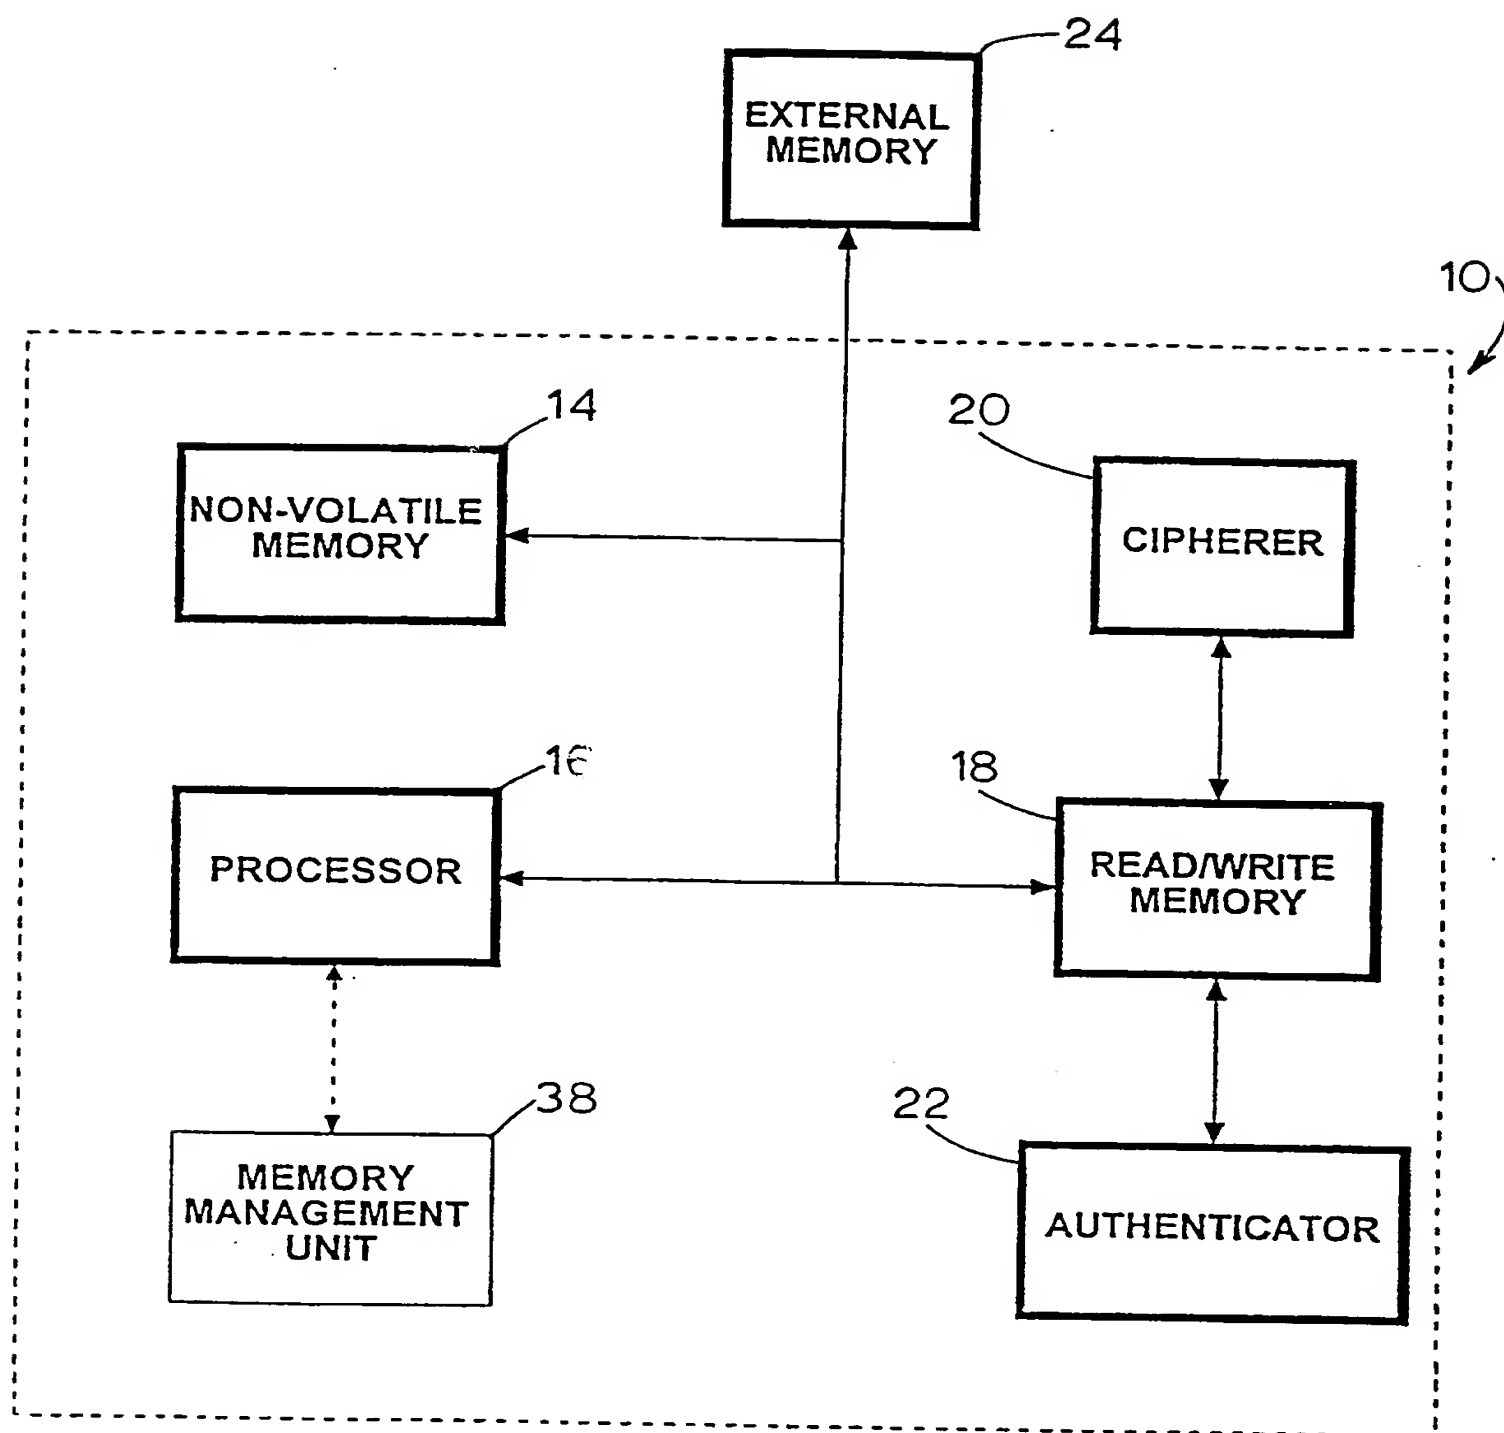 24
EXTERNAL
MEMORY
10
14
20
NON-VOLATILE
MEMORY
CIPHERER
16
18
PROCESSOR
READ/WRITE
MEMORY
38
22
MEMORY
MANAGEMENT
UNIT
AUTHENTICATOR